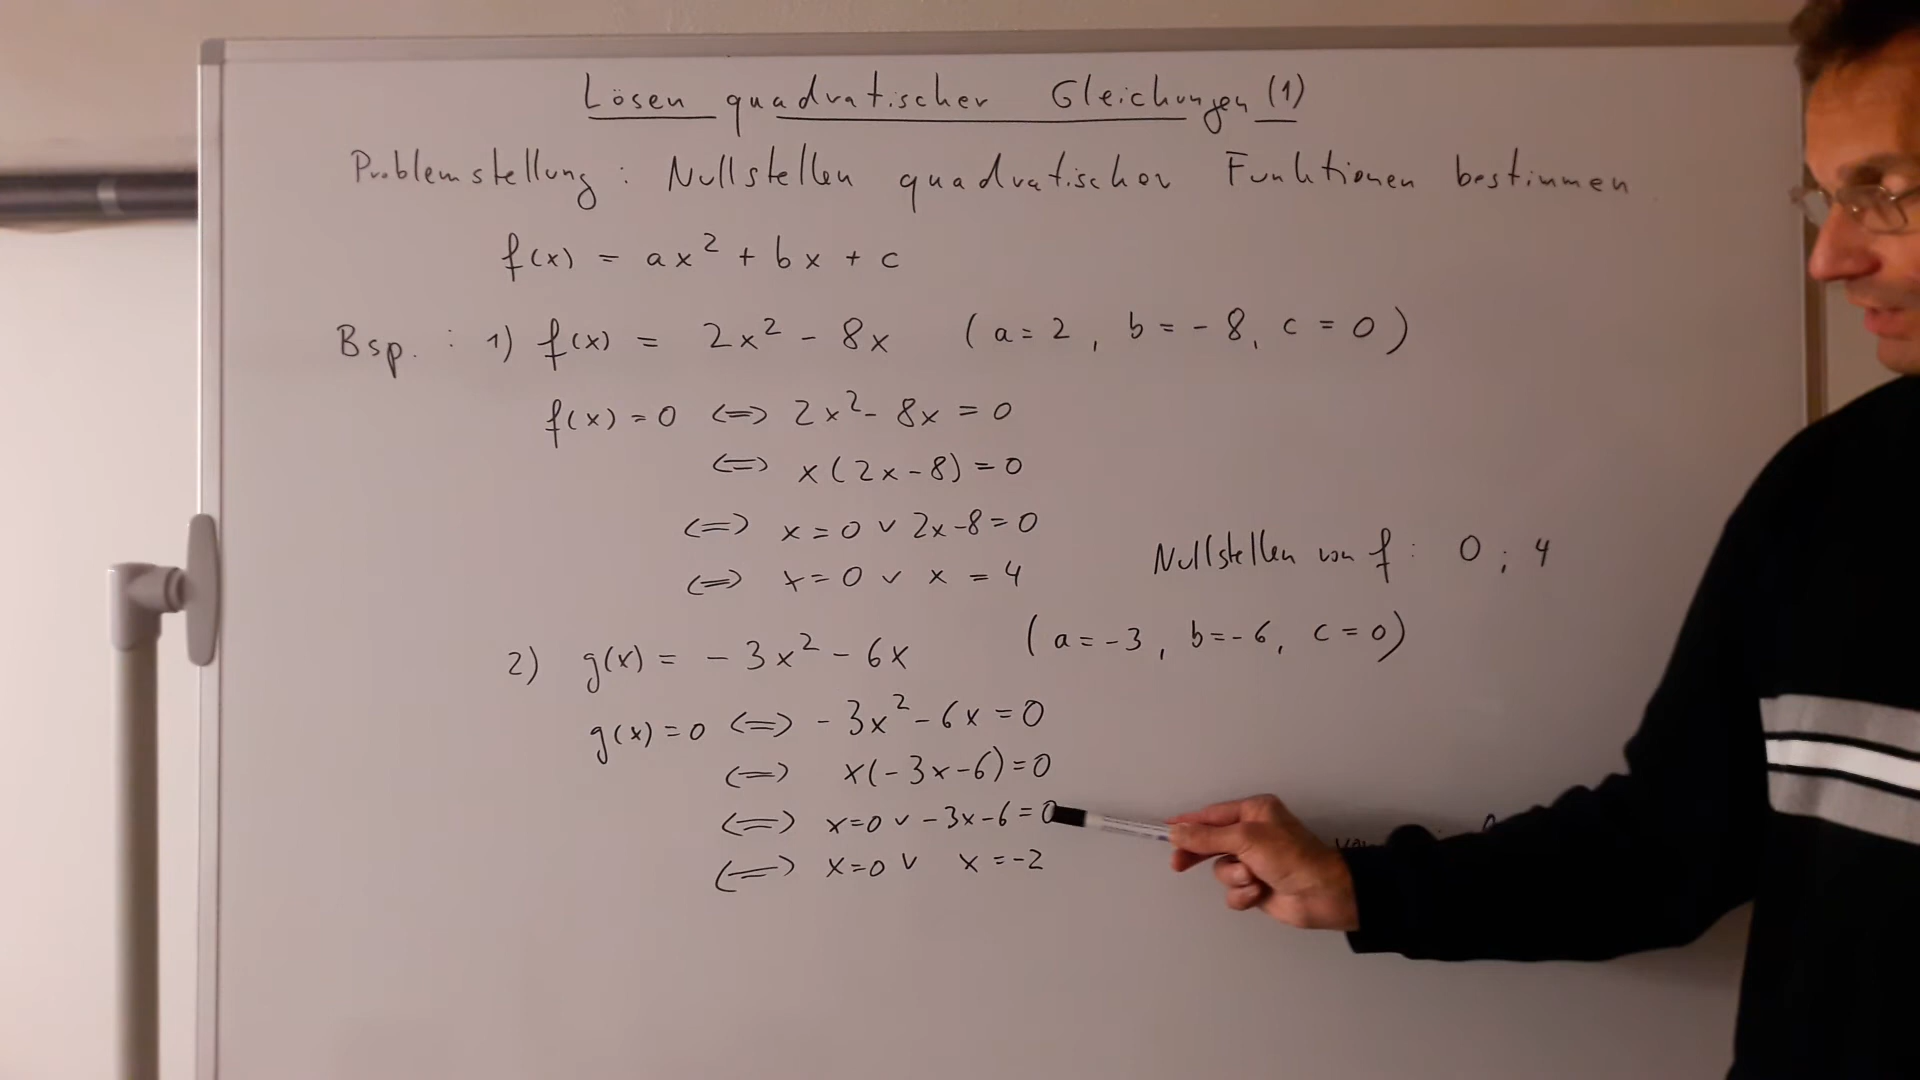 Lösen quadratischer Gleichungen (1)
Problemstellung : Nullstellen quadratischer Funktionen bestimmen
f(x) = ax² + bx + c
Bsp. : 1) f(x) = 2x² - 8x ( a = 2 , b = - 8, c = 0 )
f(x) = 0 <=> 2x² - 8x = 0
<=> x ( 2x - 8) = 0
<=> x = 0 ∨ 2x-8 = 0
<=> x = 0 ∨ x = 4
Nullstellen von f : 0 ; 4
2) g(x) = - 3x² - 6x ( a = -3 , b = -6, c = 0)
g(x) = 0 <=> - 3x² - 6x = 0
<=> x(- 3x - 6) = 0
<=> x=0 ∨ - 3x - 6 = 0
<=> x=0 ∨ x = -2